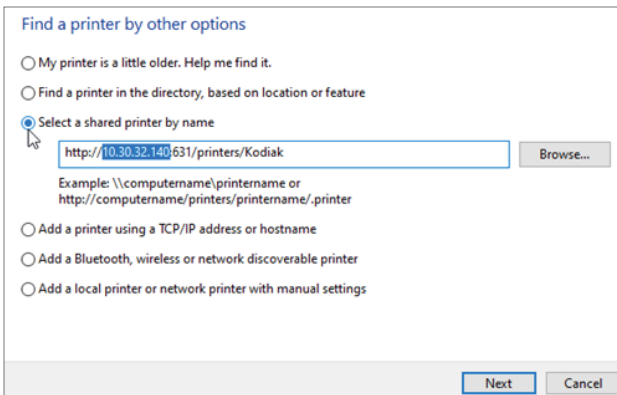 Find a printer by other options
My printer is a little older. Help me find it.
Find a printer in the directory, based on location or feature
Select a shared printer by name
http://10.30.32.140:631/printers/Kodiak
Browse...
Example: \\computername\printername or
http://computername/printers/printername/.printer
Add a printer using a TCP/IP address or hostname
Add a Bluetooth, wireless or network discoverable printer
Add a local printer or network printer with manual settings
Next
Cancel